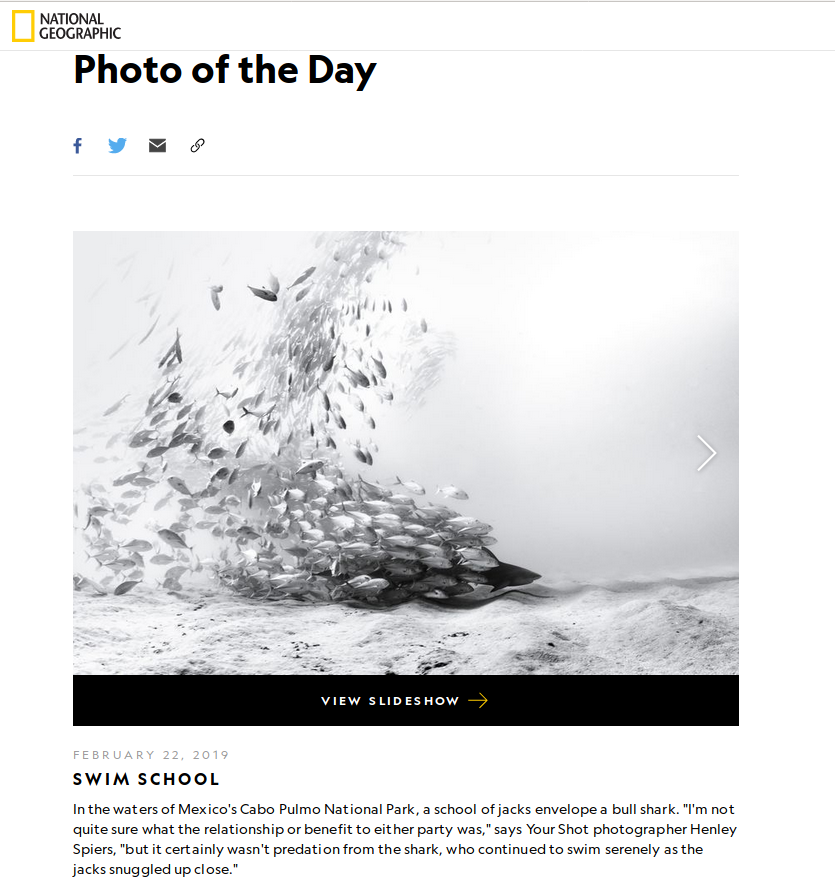 NATIONAL
GEOGRAPHIC
Photo of the Day
VIEW SLIDESHOW
FEBRUARY 22, 2019
SWIM SCHOOL
In the waters of Mexico's Cabo Pulmo National Park, a school of jacks envelope a bull shark. "I'm not
quite sure what the relationship or benefit to either party was," says Your Shot photographer Henley
Spiers, "but it certainly wasn't predation from the shark, who continued to swim serenely as the
jacks snuggled up close."